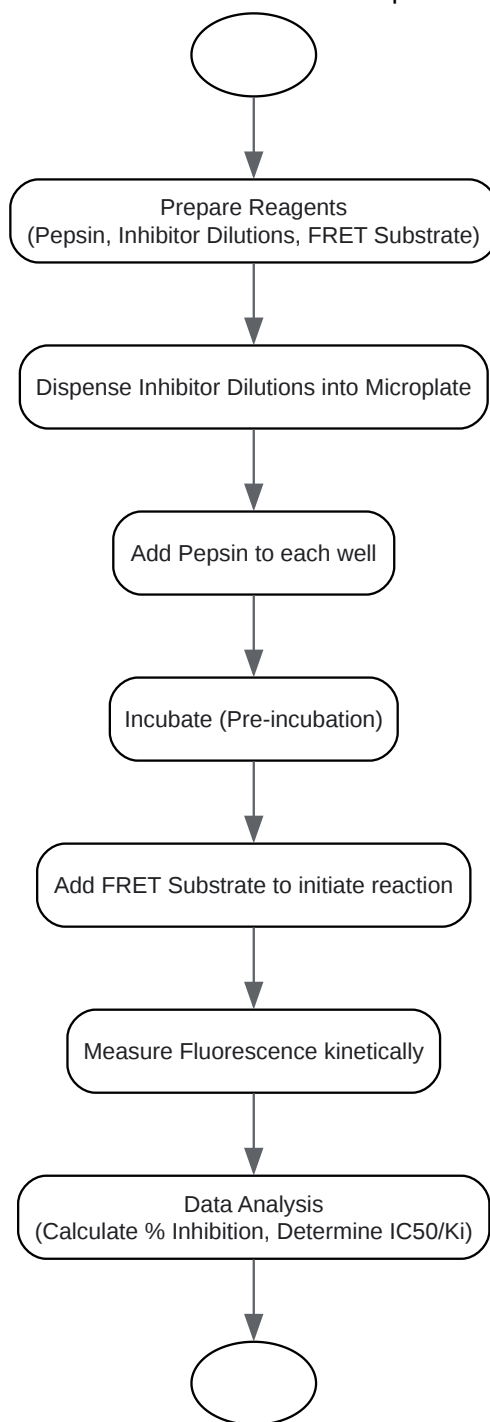 Prepare Reagents
(Pepsin, Inhibitor Dilutions, FRET Substrate)
Dispense Inhibitor Dilutions into Microplate
Add Pepsin to each well
Incubate (Pre-incubation)
Add FRET Substrate to initiate reaction
Measure Fluorescence kinetically
Data Analysis
(Calculate % Inhibition, Determine IC50/Ki)